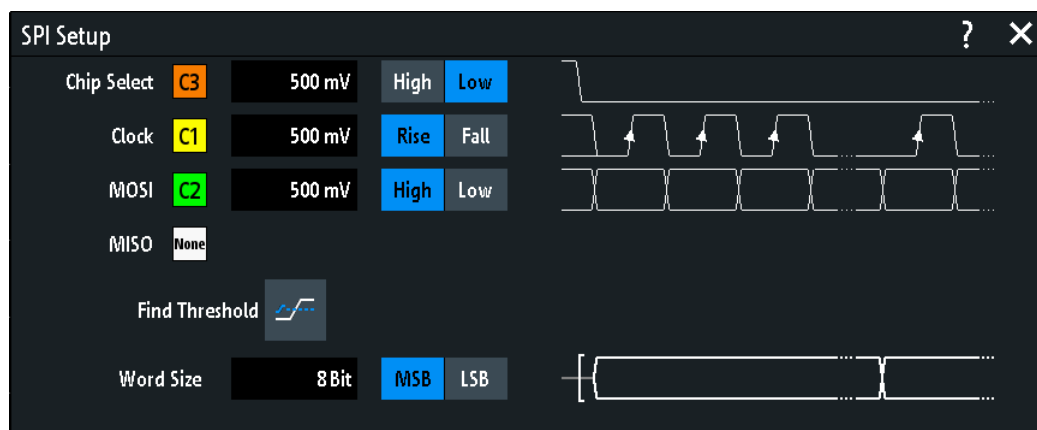 SPI Setup ? ×
Chip Select C3 500 mV High Low
Clock C1 500 mV Rise Fall
MOSI C2 500 mV High Low
MISO None
Find Threshold
Word Size 8 Bit MSB LSB